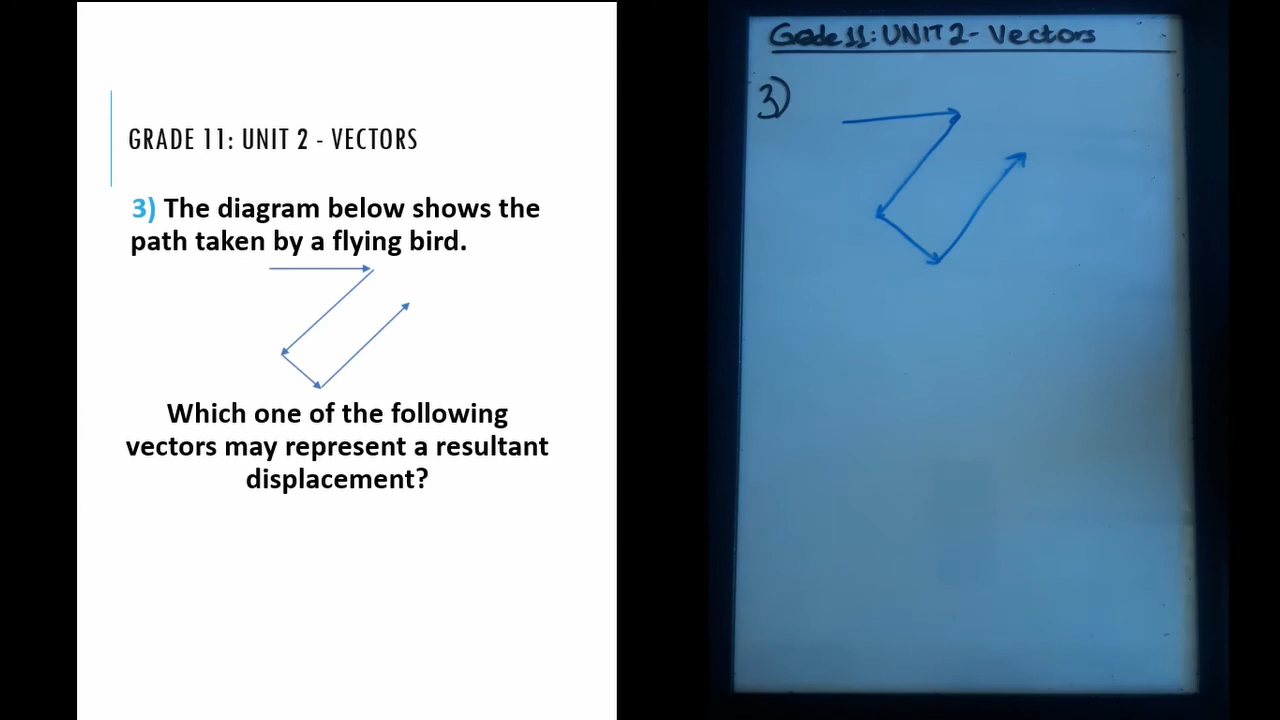 GRADE 11: UNIT 2 - VECTORS
3) The diagram below shows the
path taken by a flying bird.
Which one of the following
vectors may represent a resultant
displacement?
Grade 11: UNIT 2 - Vectors
3)